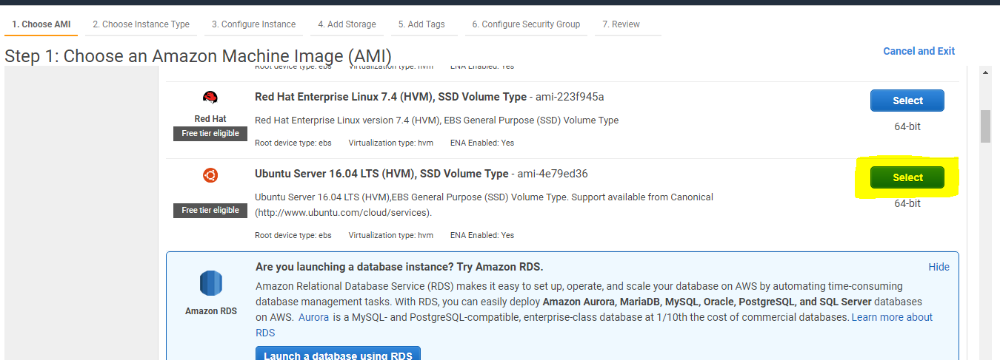 1. Choose AMI 2. Choose Instance Type 3. Configure Instance 4. Add Storage 5. Add Tags 6. Configure Security Group 7. Review
Step 1: Choose an Amazon Machine Image (AMI)
Cancel and Exit
Root device type: ebs Virtualization type: hvm ENA Enabled: Yes
Red Hat Enterprise Linux 7.4 (HVM), SSD Volume Type - ami-223f945a
Select
Red Hat
Free tier eligible
Red Hat Enterprise Linux version 7.4 (HVM), EBS General Purpose (SSD) Volume Type
64-bit
Root device type: ebs Virtualization type: hvm ENA Enabled: Yes
Ubuntu Server 16.04 LTS (HVM), SSD Volume Type - ami-4e79ed36
Select
Free tier eligible
Ubuntu Server 16.04 LTS (HVM),EBS General Purpose (SSD) Volume Type. Support available from Canonical
(http://www.ubuntu.com/cloud/services).
64-bit
Root device type: ebs Virtualization type: hvm ENA Enabled: Yes
Are you launching a database instance? Try Amazon RDS.
Hide
Amazon RDS
Amazon Relational Database Service (RDS) makes it easy to set up, operate, and scale your database on AWS by automating time-consuming
database management tasks. With RDS, you can easily deploy Amazon Aurora, MariaDB, MySQL, Oracle, PostgreSQL, and SQL Server databases
on AWS. Aurora is a MySQL- and PostgreSQL-compatible, enterprise-class database at 1/10th the cost of commercial databases. Learn more about
RDS
Launch a database using RDS